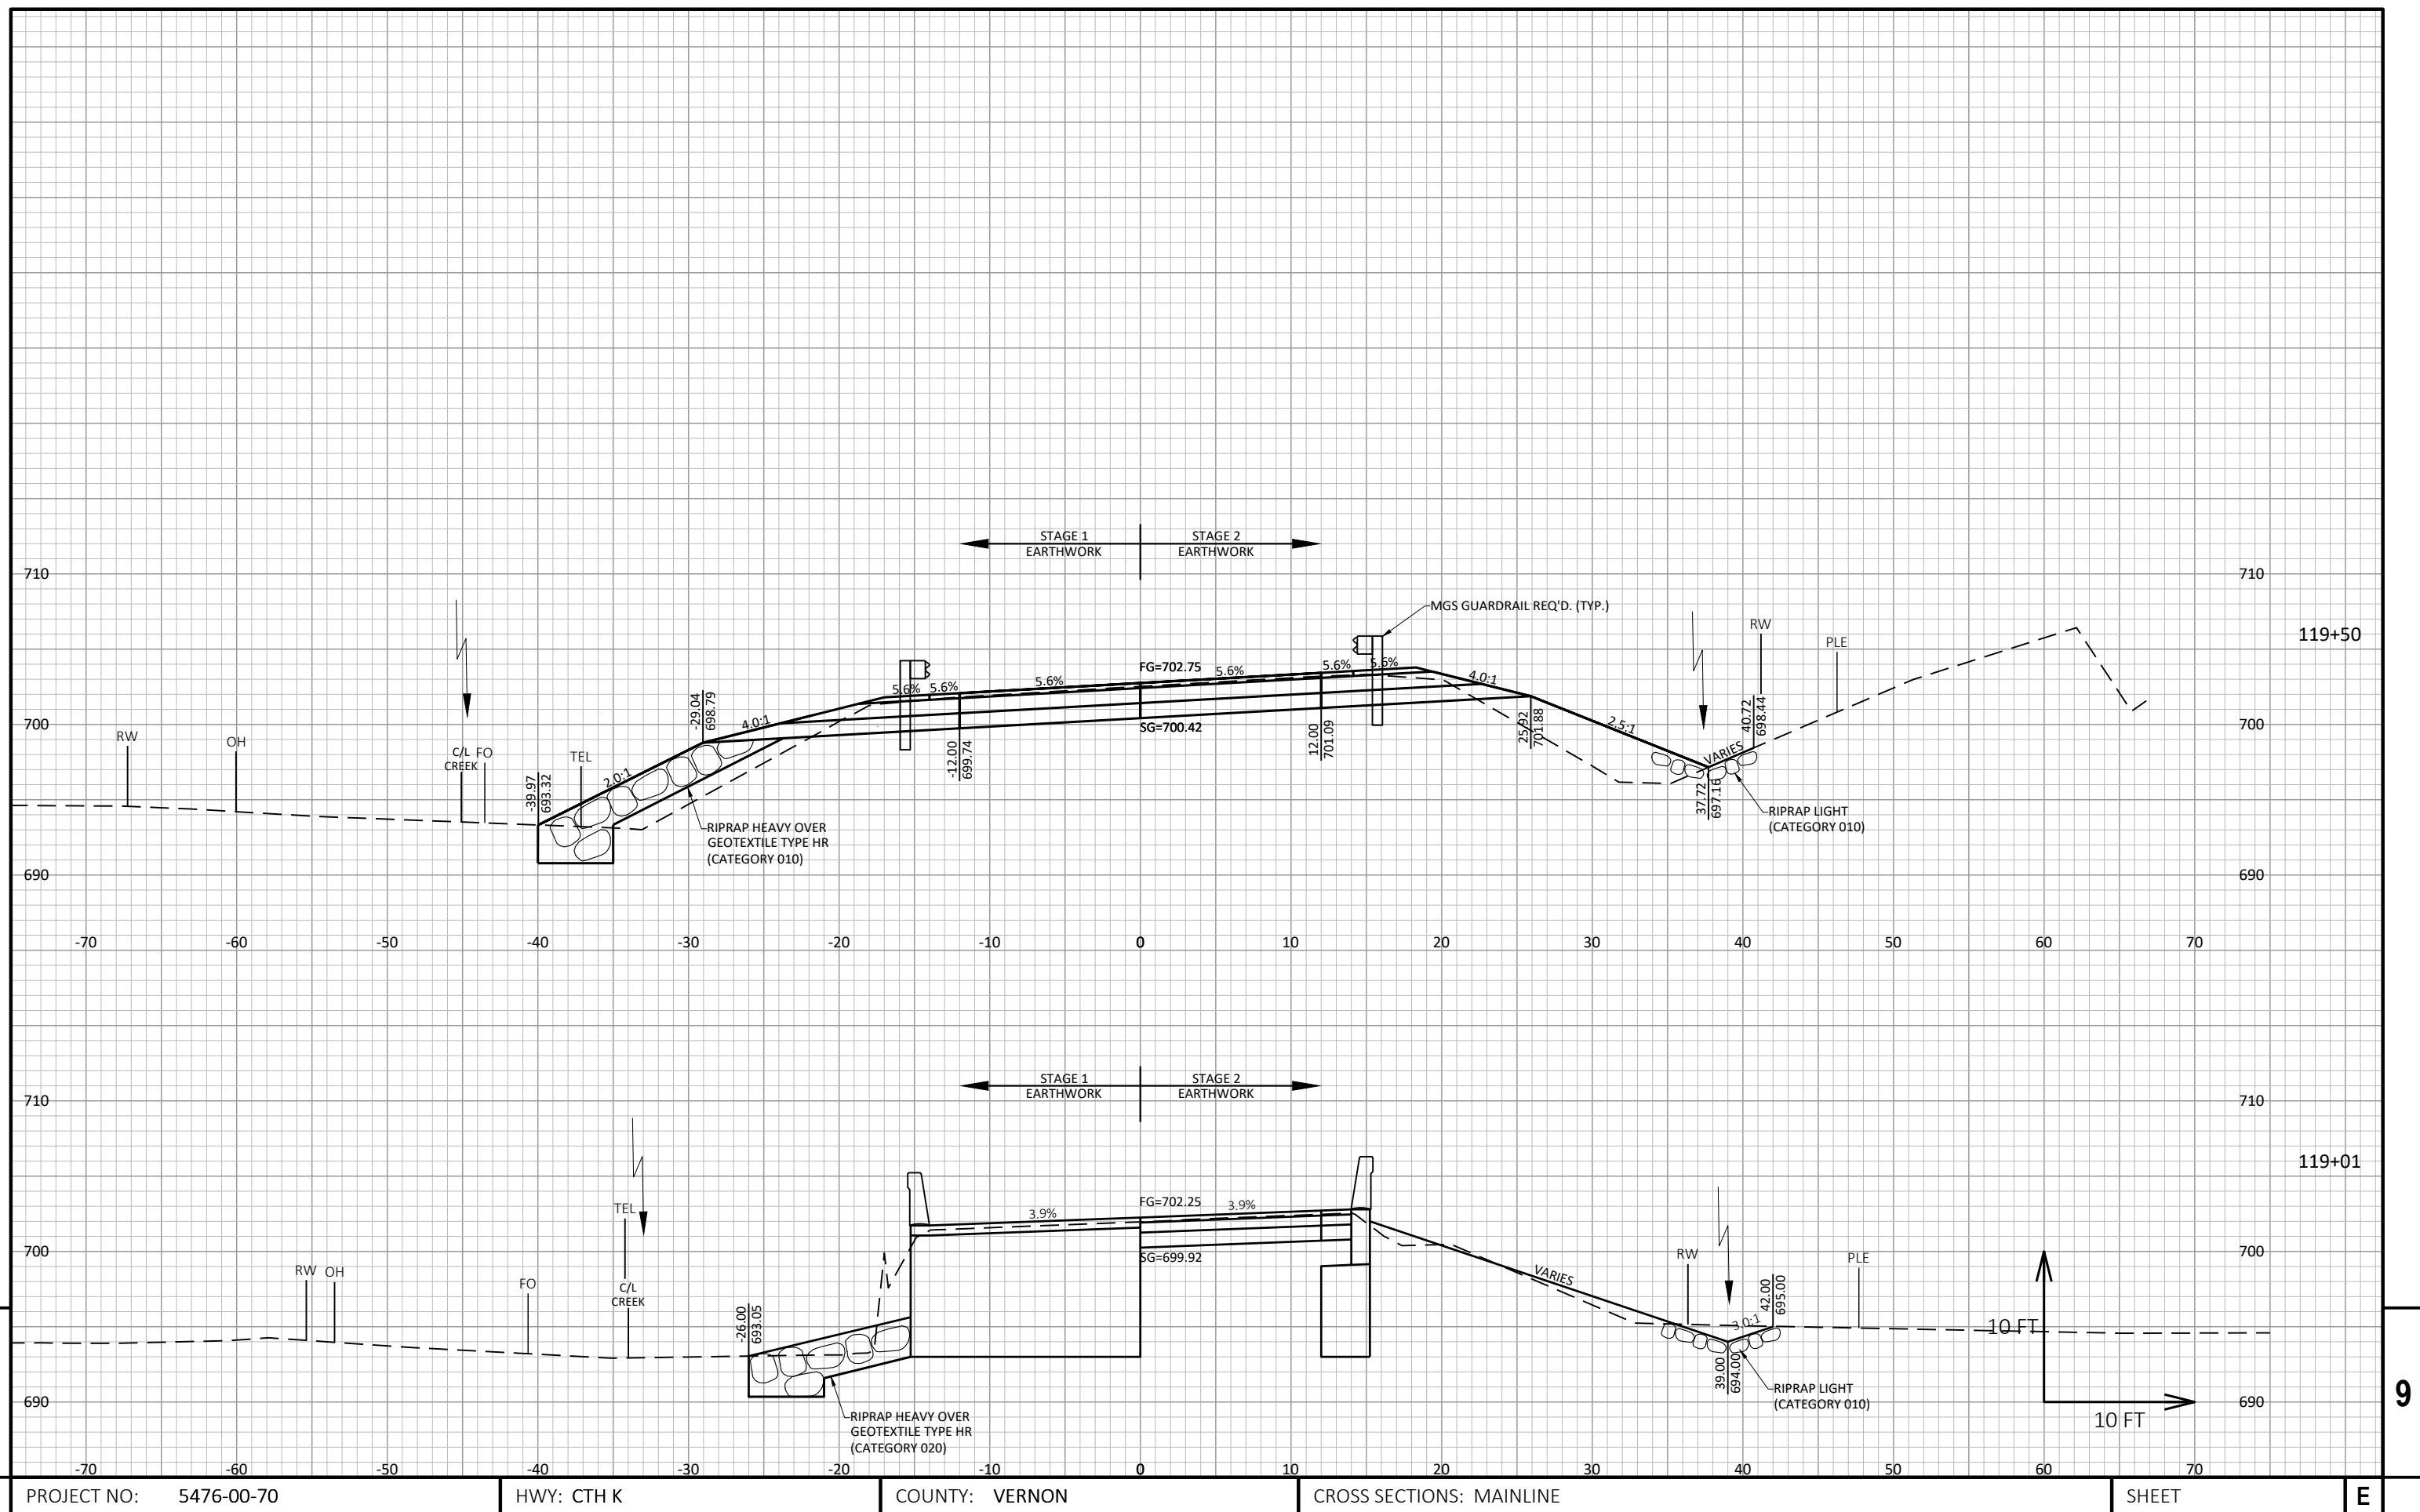 STAGE 1
EARTHWORK
STAGE 2
EARTHWORK
710
710
MGS GUARDRAIL REQ'D. (TYP.)
RW
119+50
PLE
FG=702.75
5.6%
5.6%
5.6%
5.6%
5.6%
5.6%
4.0:1
4.0:1
-29.04
698.79
700
700
SG=700.42
25.92
701.88
2.5:1
40.72
698.44
RW
OH
C/L
CREEK
FO
TEL
-12.00
699.74
12.00
701.09
VARIES
2.0:1
-39.97
693.32
37.72
697.16
RIPRAP LIGHT
(CATEGORY 010)
RIPRAP HEAVY OVER
GEOTEXTILE TYPE HR
(CATEGORY 010)
690
690
-70
-60
-50
-40
-30
-20
-10
0
10
20
30
40
50
60
70
STAGE 1
EARTHWORK
STAGE 2
EARTHWORK
710
710
119+01
TEL
FG=702.25
3.9%
3.9%
700
700
SG=699.92
RW
PLE
RW
OH
FO
C/L
CREEK
VARIES
42.00
695.00
-26.00
693.05
3.0:1
10 FT
39.00
694.00
RIPRAP LIGHT
(CATEGORY 010)
690
690
RIPRAP HEAVY OVER
GEOTEXTILE TYPE HR
(CATEGORY 020)
10 FT
9
-70
-60
-50
-40
-30
-20
-10
0
10
20
30
40
50
60
70
PROJECT NO: 5476-00-70
HWY: CTH K
COUNTY: VERNON
CROSS SECTIONS: MAINLINE
SHEET
E